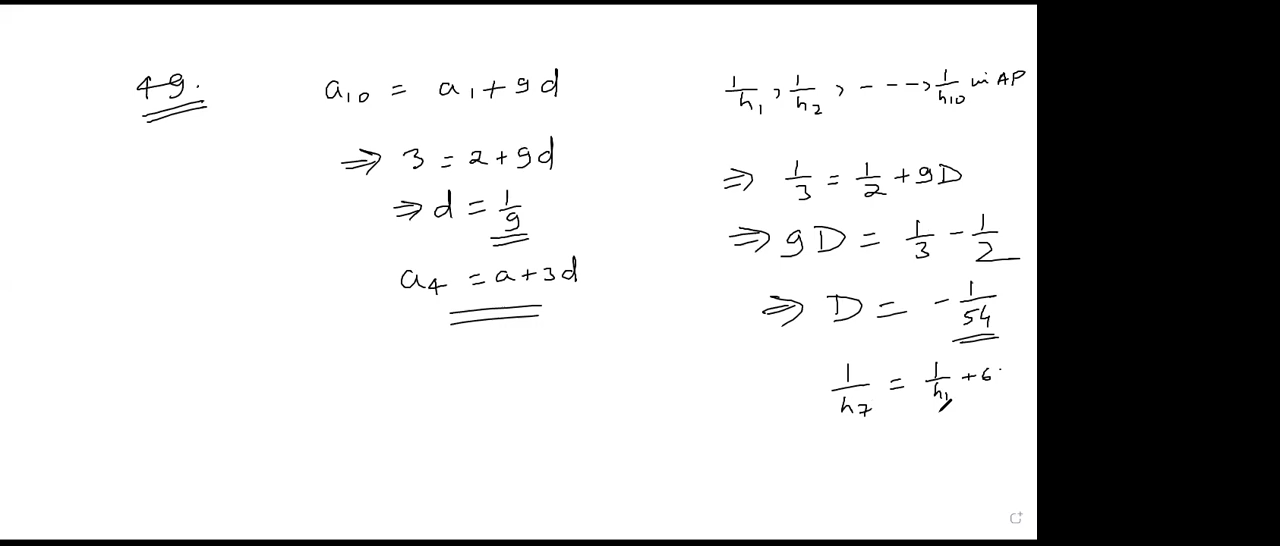 49.
a₁₀ = a₁ + 9d
⇒ 3 = 2 + 9d
⇒ d = 1/9
a₄ = a + 3d
1/h₁, 1/h₂, - - - -, 1/h₁₀ in AP
⇒ 1/3 = 1/2 + 9D
⇒ 9D = 1/3 - 1/2
⇒ D = - 1/54
1/h₇ = 1/h₁ + 6